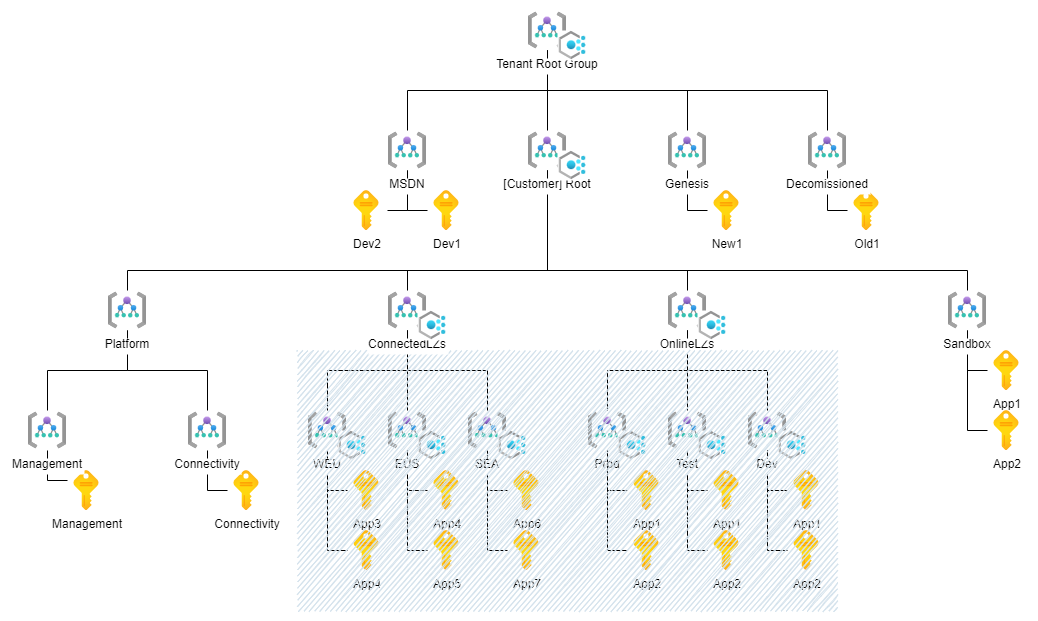 Tenant Root Group
MSDN
[Customer] Root
Genesis
Decomissioned
Dev2
Dev1
New1
Old1
Platform
ConnectedLZs
OnlineLZs
Sandbox
App1
Management
Connectivity
WEU
EUS
SEA
Prod
Test
Dev
App2
Management
Connectivity
App3
App4
App6
App1
App1
App1
App4
App5
App7
App2
App2
App2